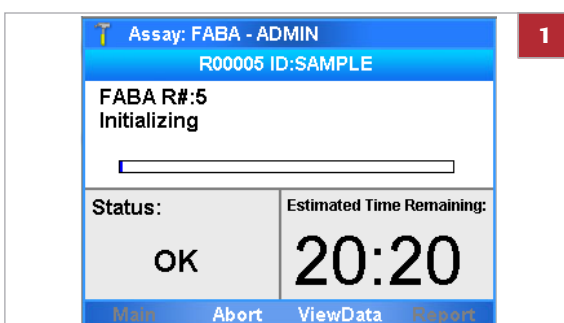 Assay: FABA - ADMIN
1
R00005 ID:SAMPLE
FABA R#:5
Initializing
Status:
Estimated Time Remaining:
OK
20:20
Main Abort ViewData Report